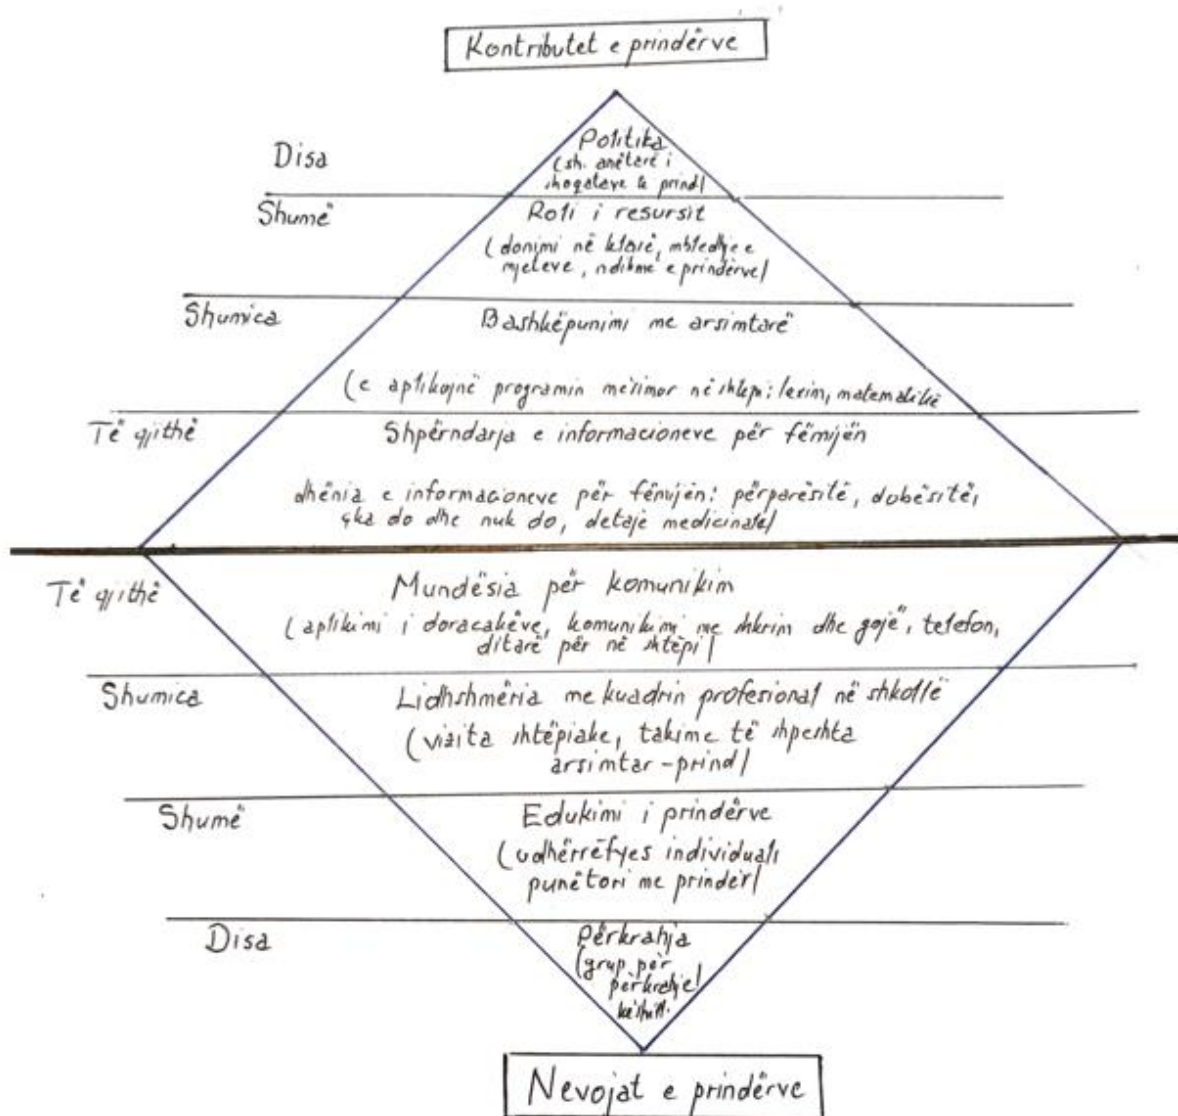 Kontributet e prindërve
Disa
Politika
(sh. anëtarë i
shoqatave të prind/
Shumë
Roli i resursit
(donimi në klasë, mbledhje e
mjeteve, ndihmë e prindërve/
Shumica
Bashkëpunimi me arsimtarë
(e aplikojnë programin mësimor në shtëpi: lexim, matematikë
Të gjithë
Shpërndarja e informacioneve për fëmijën
dhënia e informacioneve për fëmijën: përparësitë, dobësitë,
çka do dhe nuk do, detaje medicinale/
Të gjithë
Mundësia për komunikim
(aplikimi i doracakëve, komunikimi me shkrim dhe gojë, telefon,
ditarë për në shtëpi/
Shumica
Lidhshmëria me kuadrin profesional në shkollë
(vizita shtëpiake, takime të shpeshta
arsimtar-prind/
Shumë
Edukimi i prindërve
(udhërrëfyes individuali
punëtori me prindër/
Disa
Përkrahja
(grup për
përkrahje/
Nevojat e prindërve